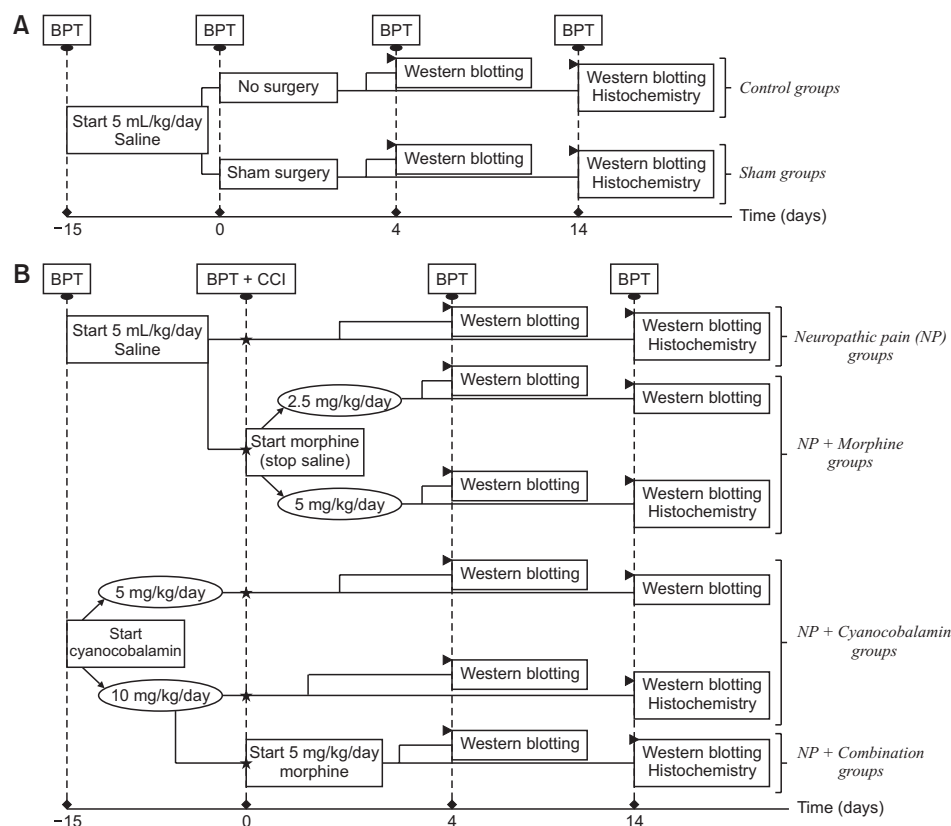 A
BPT
BPT
BPT
BPT
No surgery
Western blotting
Western blotting
Histochemistry
Control groups
Start 5 mL/kg/day
Saline
Sham surgery
Western blotting
Western blotting
Histochemistry
Sham groups
Time (days)
−15
0
4
14
B
BPT
BPT + CCI
BPT
BPT
Start 5 mL/kg/day
Saline
Western blotting
Western blotting
Histochemistry
Neuropathic pain (NP)
groups
2.5 mg/kg/day
Western blotting
Western blotting
Start morphine
(stop saline)
NP + Morphine
groups
5 mg/kg/day
Western blotting
Western blotting
Histochemistry
5 mg/kg/day
Western blotting
Western blotting
Start
cyanocobalamin
NP + Cyanocobalamin
groups
10 mg/kg/day
Western blotting
Western blotting
Histochemistry
Start 5 mg/kg/day
morphine
Western blotting
Western blotting
Histochemistry
NP + Combination
groups
Time (days)
−15
0
4
14